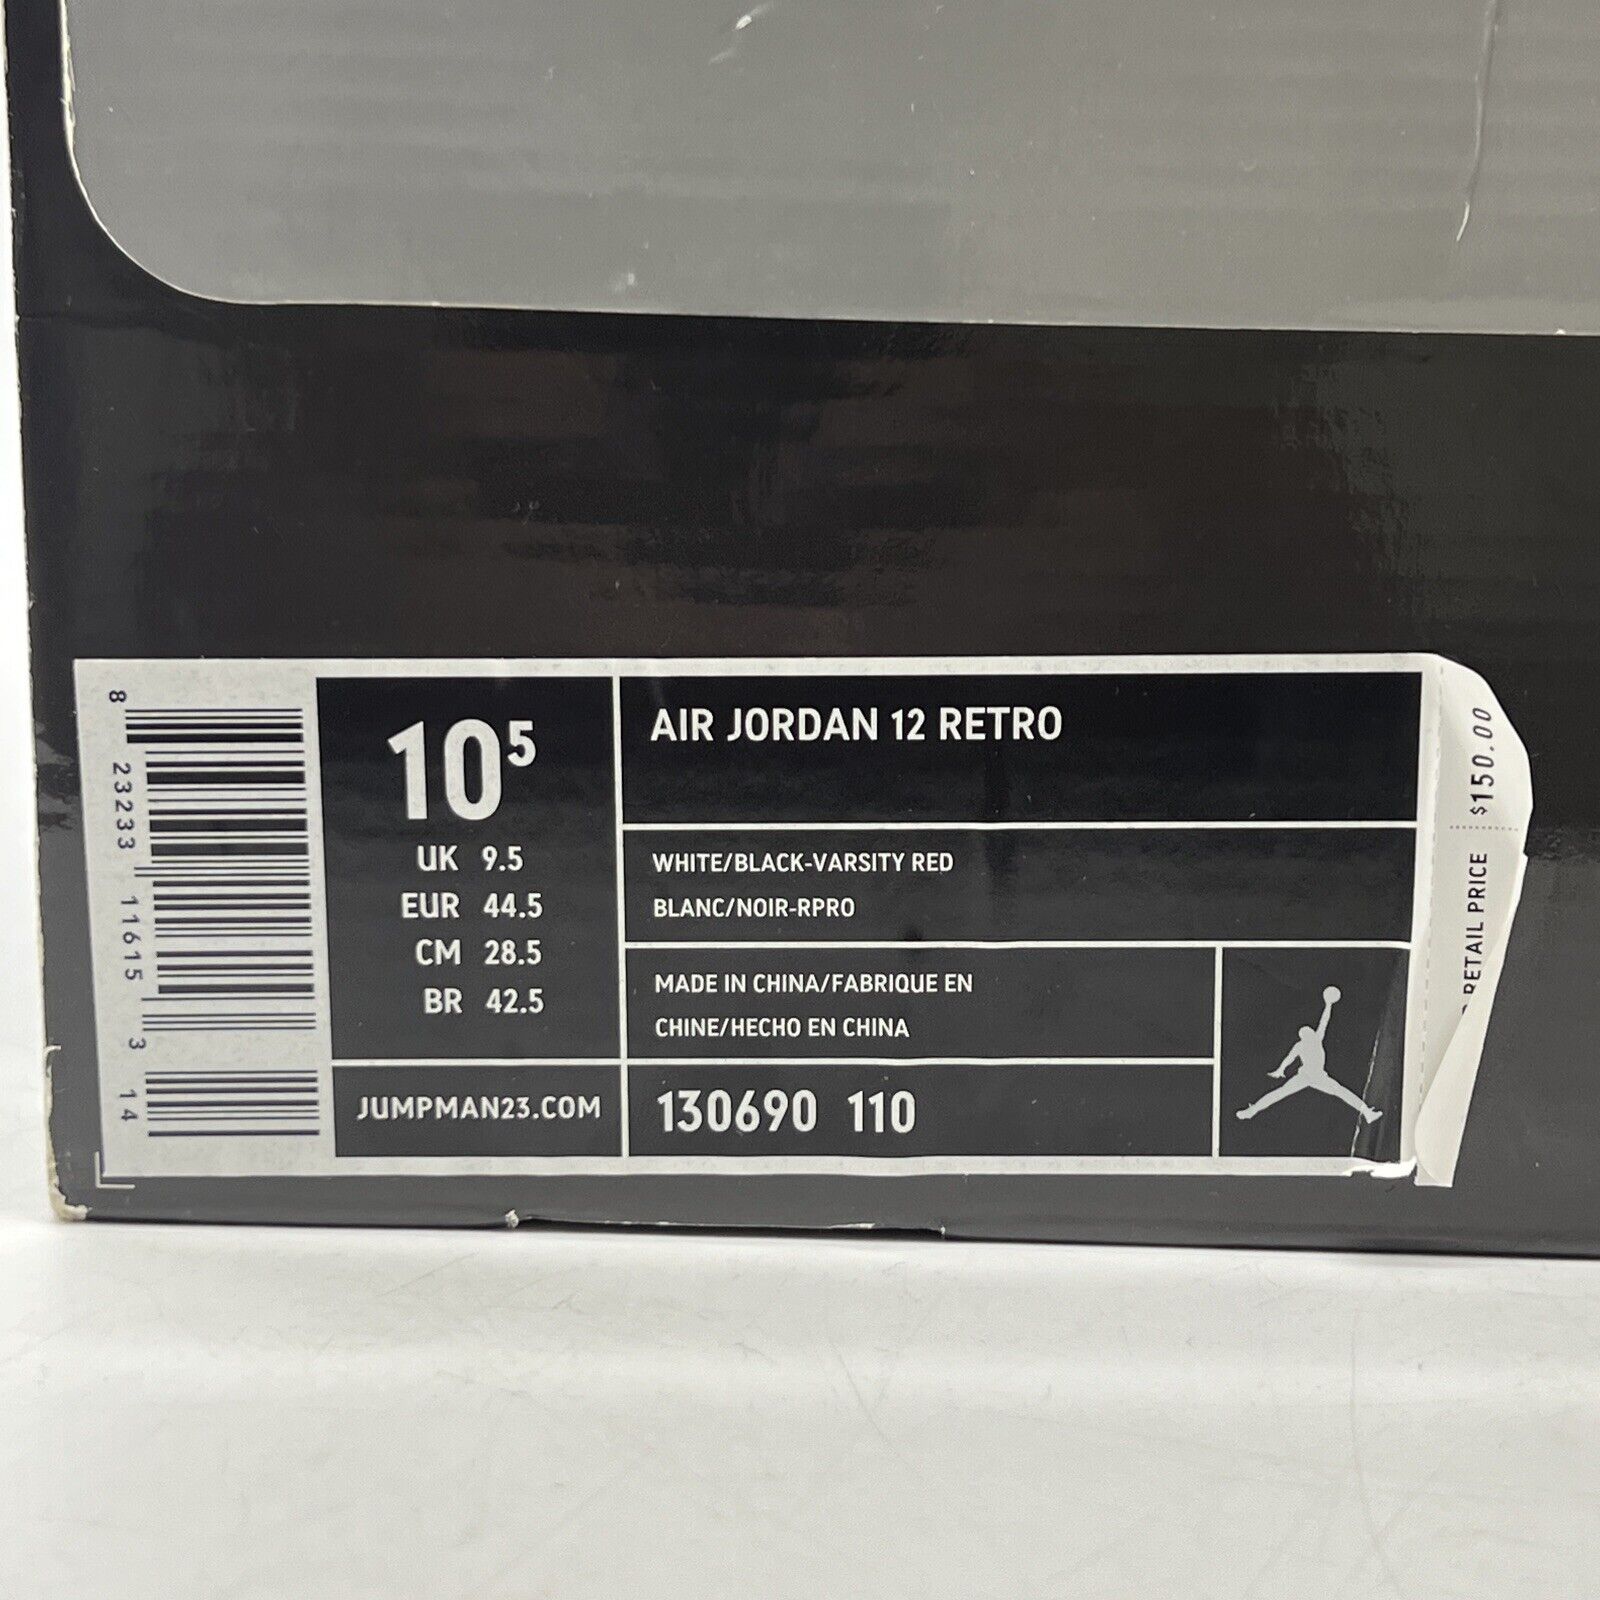 8 23233 11615 3 14
10⁵
UK 9.5
EUR 44.5
CM 28.5
BR 42.5
JUMPMAN23.COM
AIR JORDAN 12 RETRO
WHITE/BLACK-VARSITY RED
BLANC/NOIR-RPRO
MADE IN CHINA/FABRIQUE EN
CHINE/HECHO EN CHINA
130690 110
RETAIL PRICE $150.00